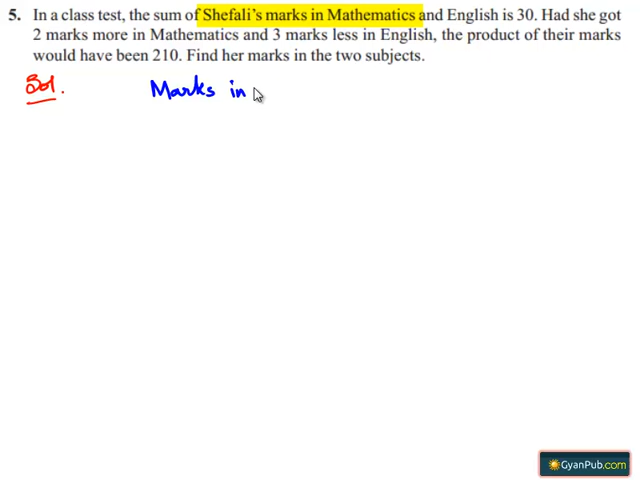 5. In a class test, the sum of Shefali's marks in Mathematics and English is 30. Had she got
2 marks more in Mathematics and 3 marks less in English, the product of their marks
would have been 210. Find her marks in the two subjects.
Sol.
Marks in
GyanPub.com